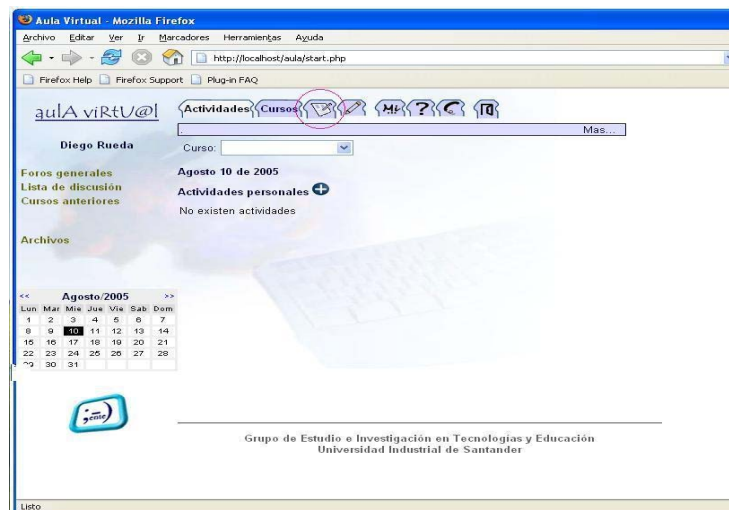 Aula Virtual - Mozilla Firefox
Archivo Editar Ver Ir Marcadores Herramientas Ayuda
http://localhost/aula/start.php
Firefox Help Firefox Support Plug-in FAQ
aulA viRtU@l
Actividades Cursos ?
Mas...
Diego Rueda
Curso:
Foros generales
Lista de discusión
Cursos anteriores
Archivos
Agosto 10 de 2005
Actividades personales
No existen actividades
<< Agosto/2005 >>
Lun Mar Mie Jue Vie Sab Dom
1 2 3 4 5 6 7
8 9 10 11 12 13 14
15 16 17 18 19 20 21
22 23 24 25 26 27 28
29 30 31
Gente
Grupo de Estudio e Investigación en Tecnologías y Educación
Universidad Industrial de Santander
Listo